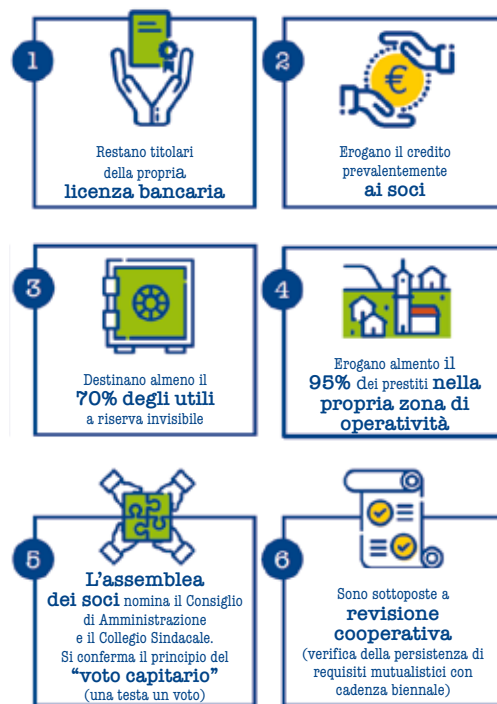 1
Restano titolari
della propria
licenza bancaria
2
Erogano il credito
prevalentemente
ai soci
3
Destinano almeno il
70% degli utili
a riserva invisibile
4
Erogano almento il
95% dei prestiti nella
propria zona di
operatività
5
L'assemblea
dei soci nomina il Consiglio
di Amministrazione
e il Collegio Sindacale.
Si conferma il principio del
“voto capitario”
(una testa un voto)
6
Sono sottoposte a
revisione
cooperativa
(verifica della persistenza di
requisiti mutualistici con
cadenza biennale)